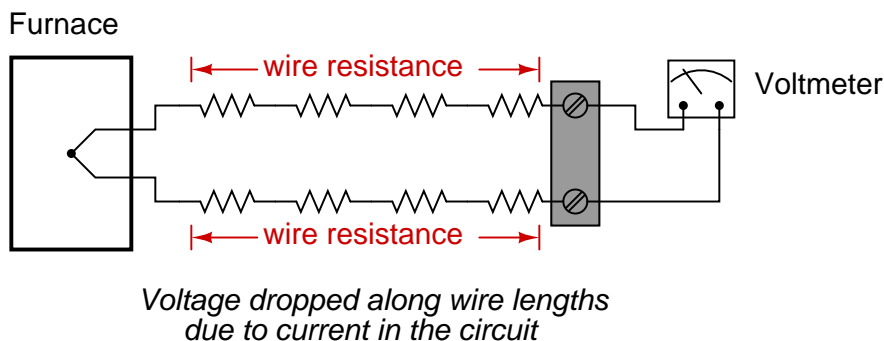 Furnace
wire resistance
Voltmeter
wire resistance
Voltage dropped along wire lengths
due to current in the circuit